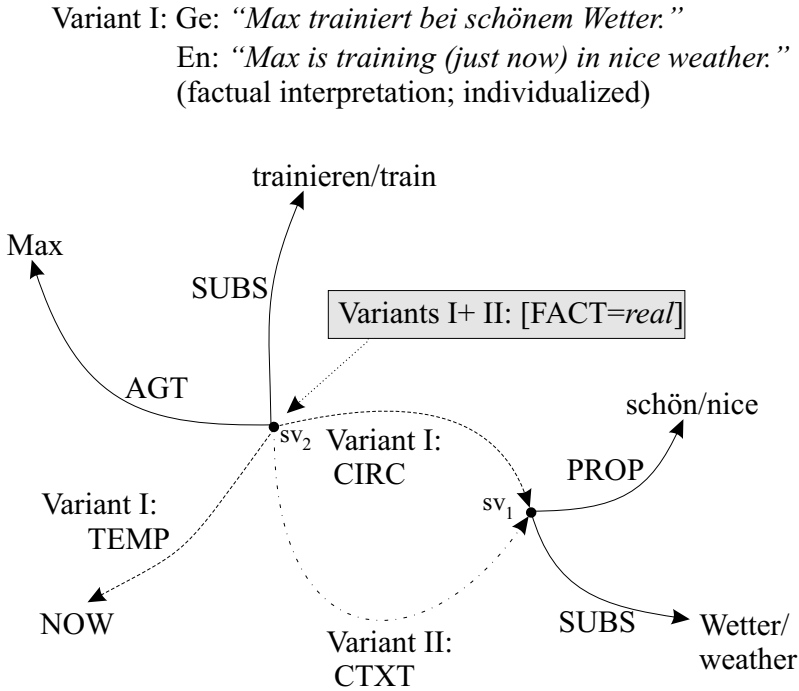 Variant I: Ge: “Max trainiert bei schönem Wetter.”
En: “Max is training (just now) in nice weather.”
(factual interpretation; individualized)
trainieren/train
Max
SUBS
Variants I+ II: [FACT=real]
AGT
schön/nice
sv2
Variant I:
CIRC
PROP
Variant I:
TEMP
sv1
NOW
SUBS
Wetter/
weather
Variant II:
CTXT